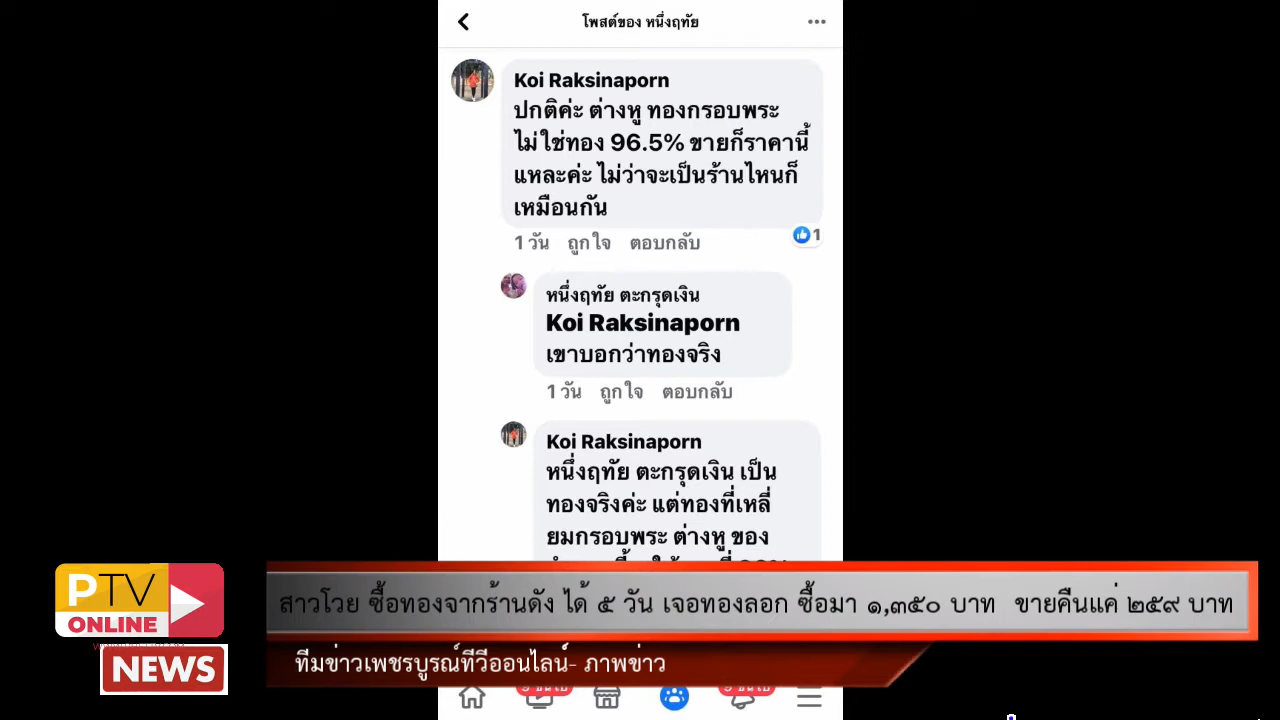 โพสต์ของ หนึ่งฤทัย
Koi Raksinaporn
ปกติค่ะ ต่างหู ทองกรอบพระ
ไม่ใช่ทอง 96.5% ขายก็ราคานี้
แหละค่ะ ไม่ว่าจะเป็นร้านไหนก็
เหมือนกัน
1 วัน ถูกใจ ตอบกลับ
1
หนึ่งฤทัย ตะกรุดเงิน
Koi Raksinaporn
เขาบอกว่าทองจริง
1 วัน ถูกใจ ตอบกลับ
Koi Raksinaporn
หนึ่งฤทัย ตะกรุดเงิน เป็น
ทองจริงค่ะ แต่ทองที่เหลี่
ยมกรอบพระ ต่างหู ของ
PTV
ONLINE
NEWS
สาวโวย ซื้อทองจากร้านดัง ได้ ๕ วัน เจอทองลอก ซื้อมา ๑,๓๕๐ บาท ขายคืนแค่ ๒๕๙ บาท
ทีมข่าวเพชรบูรณ์ทีวีออนไลน์- ภาพข่าว